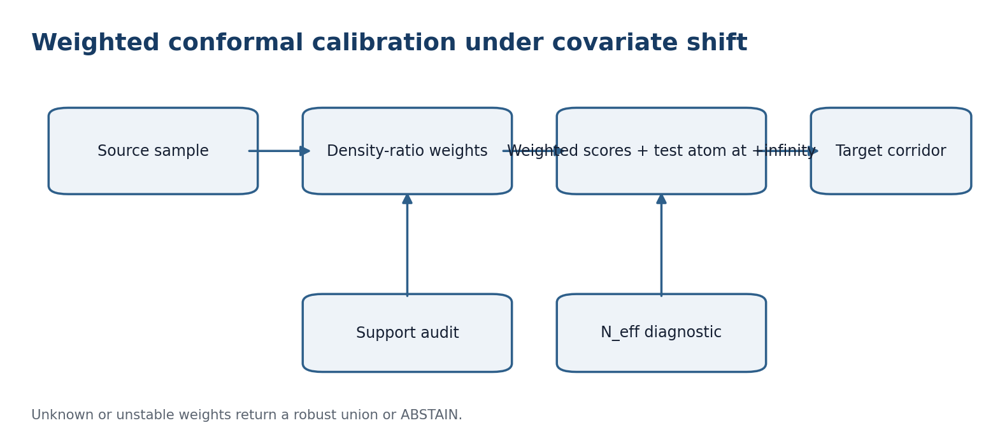 Weighted conformal calibration under covariate shift
Source sample
Density-ratio weights
Weighted scores + test atom at +infinity
Target corridor
Support audit
N_eff diagnostic
Unknown or unstable weights return a robust union or ABSTAIN.